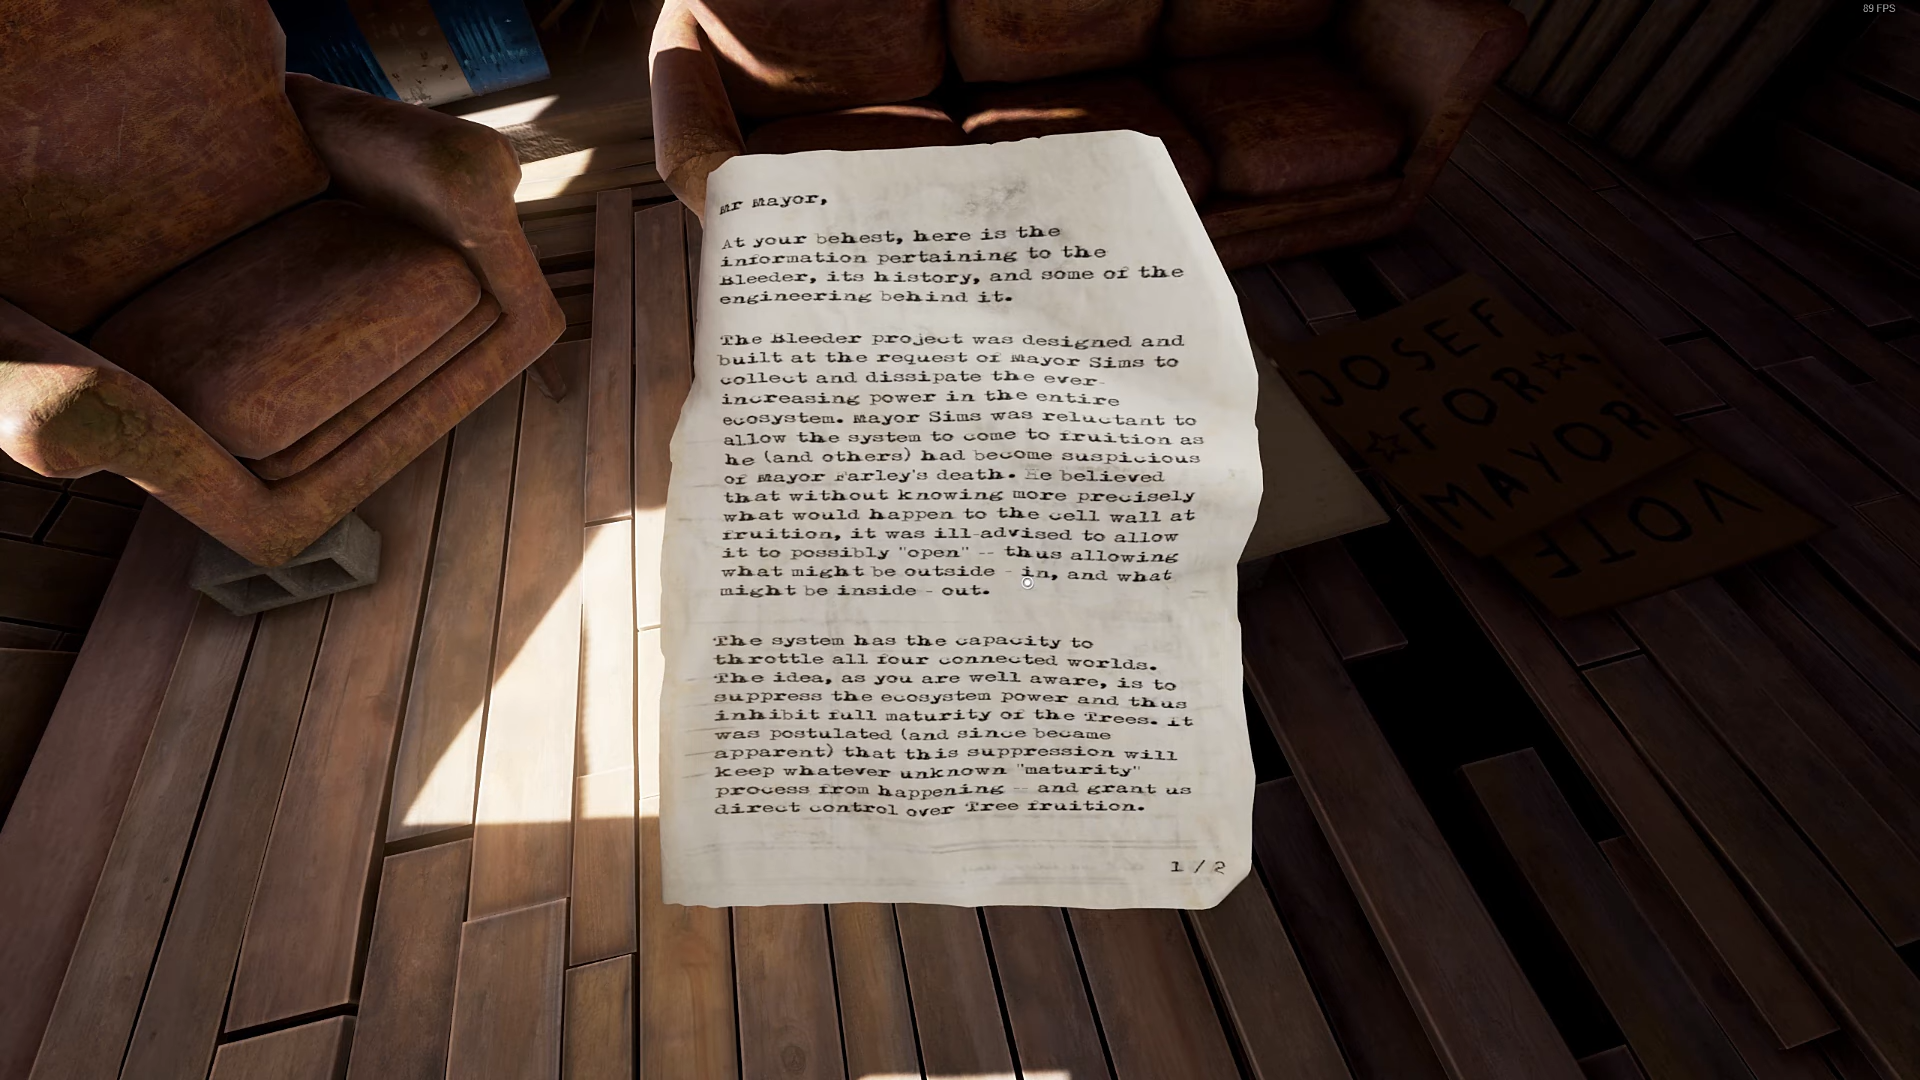 89 FPS
Mr Mayor,
At your behest, here is the
information pertaining to the
Bleeder, its history, and some of the
engineering behind it.
The Bleeder project was designed and
built at the request of Mayor Sims to
collect and dissipate the ever-
increasing power in the entire
ecosystem. Mayor Sims was reluctant to
allow the system to come to fruition as
he (and others) had become suspicious
of Mayor Farley's death. He believed
that without knowing more precisely
what would happen to the cell wall at
fruition, it was ill-advised to allow
it to possibly "open" -- thus allowing
what might be outside - in, and what
might be inside - out.
The system has the capacity to
throttle all four connected worlds.
The idea, as you are well aware, is to
suppress the ecosystem power and thus
inhibit full maturity of the Trees. It
was postulated (and since became
apparent) that this suppression will
keep whatever unknown "maturity"
process from happening -- and grant us
direct control over Tree fruition.
1 / 2
JOSEF
FOR
MAYOR
VOTE